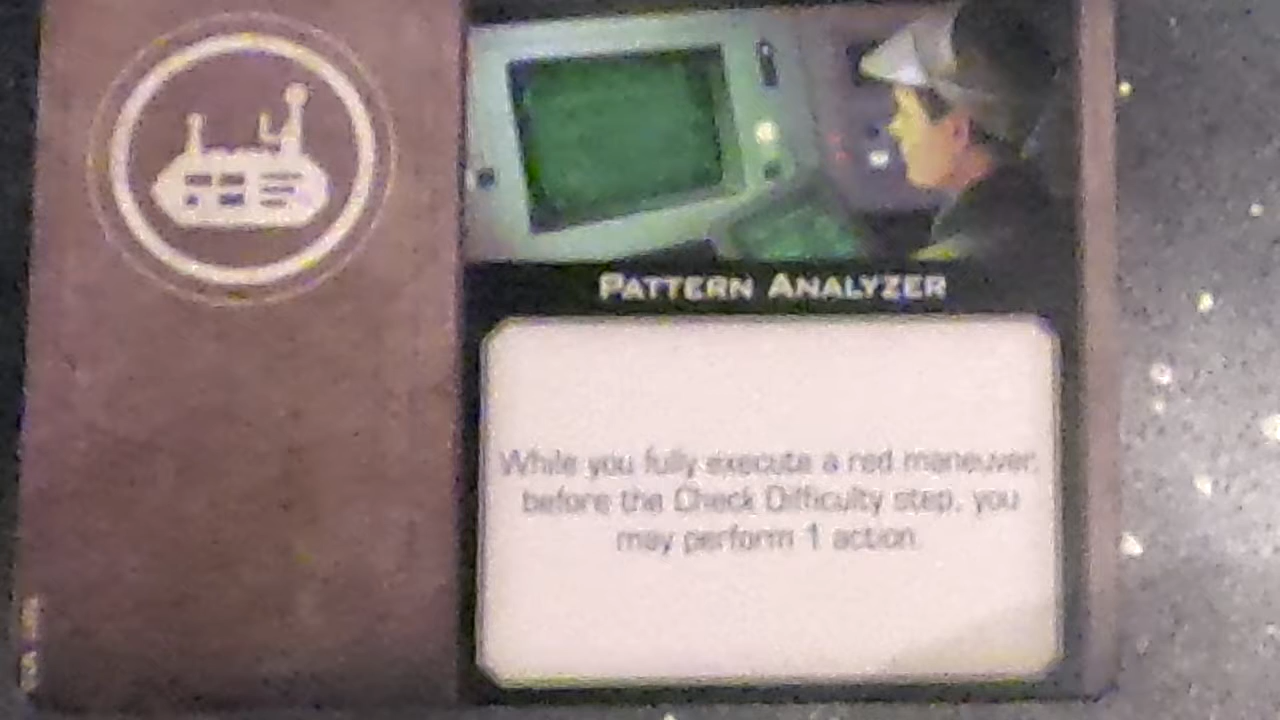 PATTERN ANALYZER
While you fully execute a red maneuver,
before the Check Difficulty step, you
may perform 1 action.